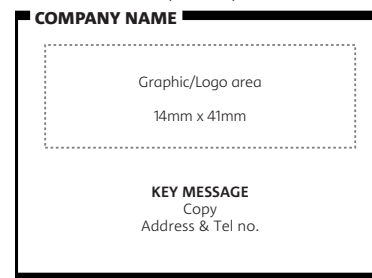 COMPANY NAME
Graphic/Logo area
14mm x 41mm
KEY MESSAGE
Copy
Address & Tel no.